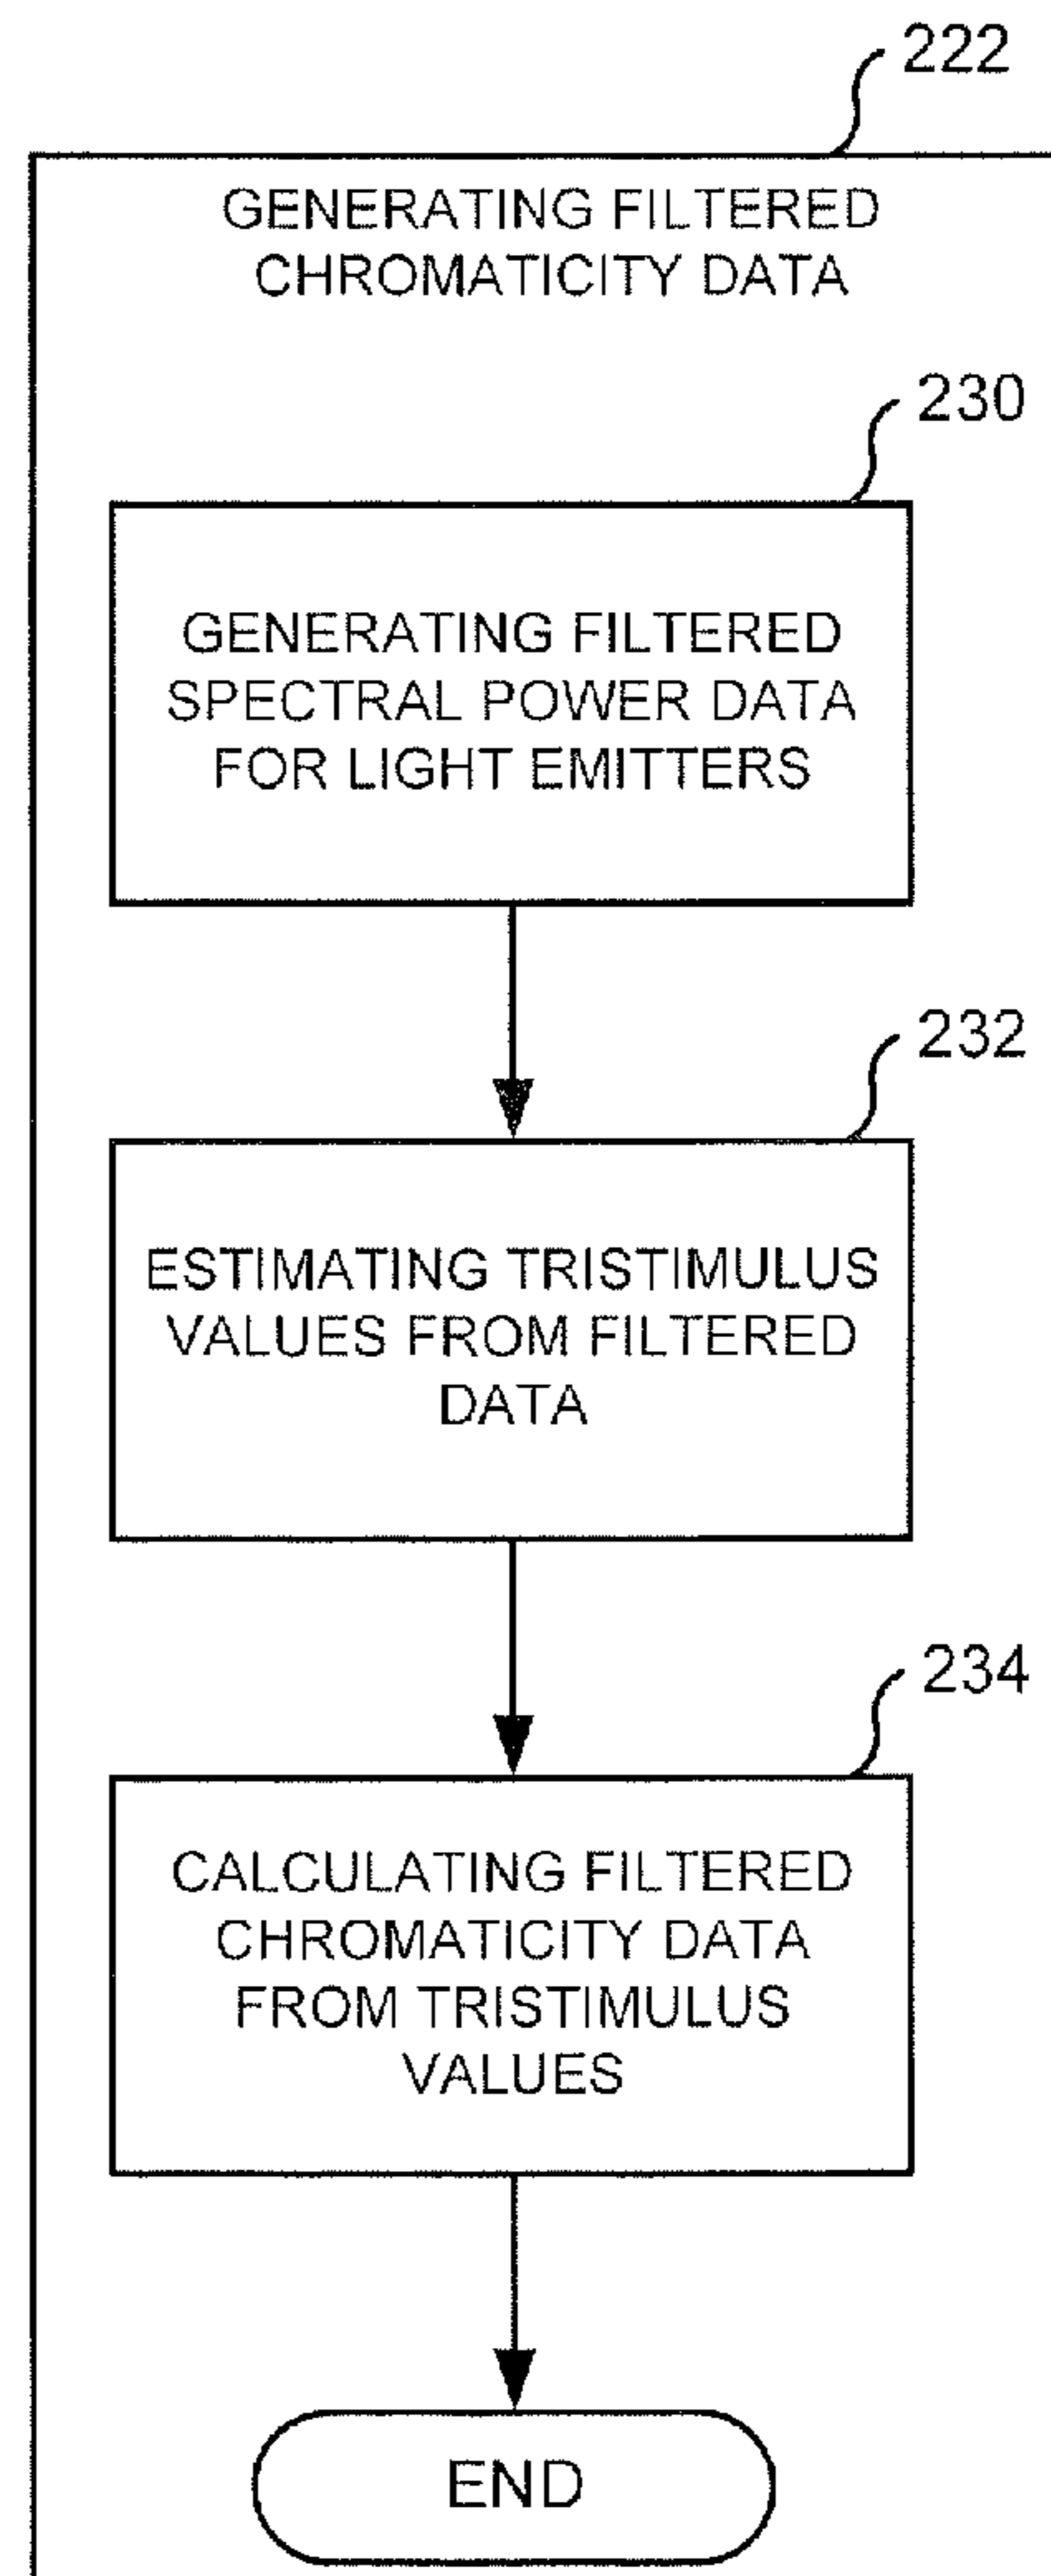 222
GENERATING FILTERED
CHROMATICITY DATA
230
GENERATING FILTERED
SPECTRAL POWER DATA
FOR LIGHT EMITTERS
232
ESTIMATING TRISTIMULUS
VALUES FROM FILTERED
DATA
234
CALCULATING FILTERED
CHROMATICITY DATA
FROM TRISTIMULUS
VALUES
END